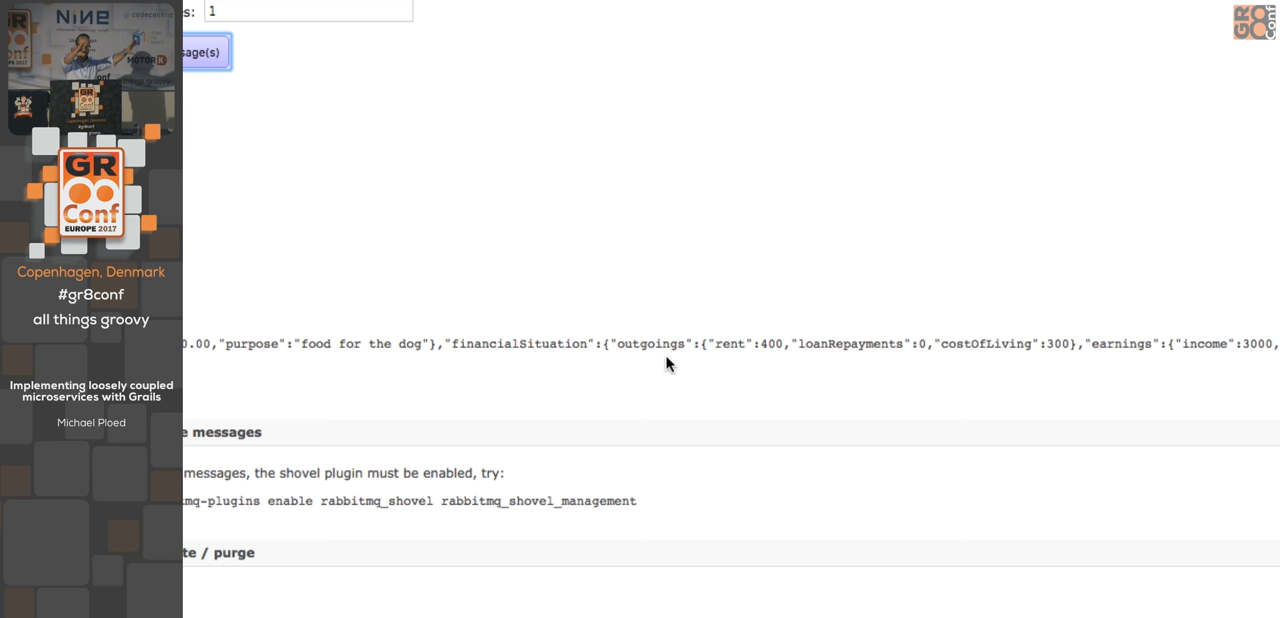 NiNE
codecentric
MOTORK
GR
Conf
EUROPE 2017
Copenhagen, Denmark
#gr8conf
all things groovy
Implementing loosely coupled
microservices with Grails
Michael Ploed
s: 1
sage(s)
0.00,"purpose":"food for the dog"},"financialSituation":{"outgoings":{"rent":400,"loanRepayments":0,"costOfLiving":300},"earnings":{"income":3000,
e messages
messages, the shovel plugin must be enabled, try:
mq-plugins enable rabbitmq_shovel rabbitmq_shovel_management
te / purge
GR
Conf